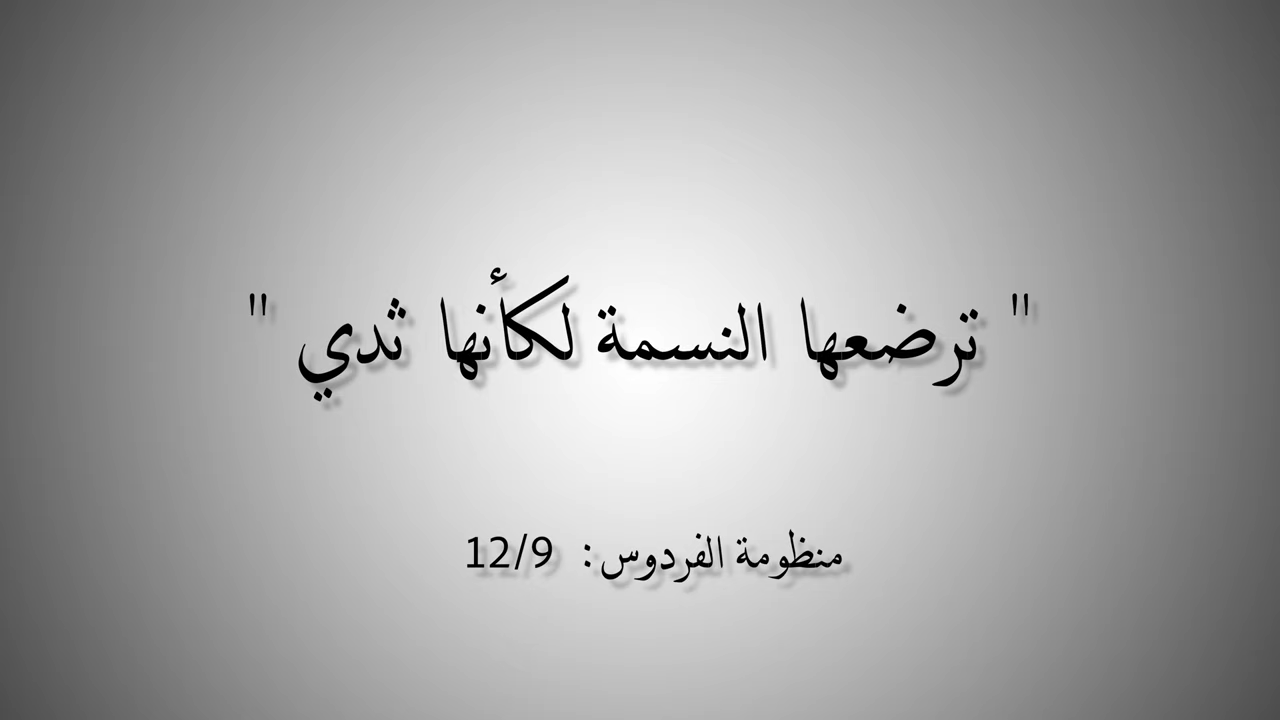 " ترضعها النسمة لكأنها ثدي "
منظومة الفردوس: 12/9